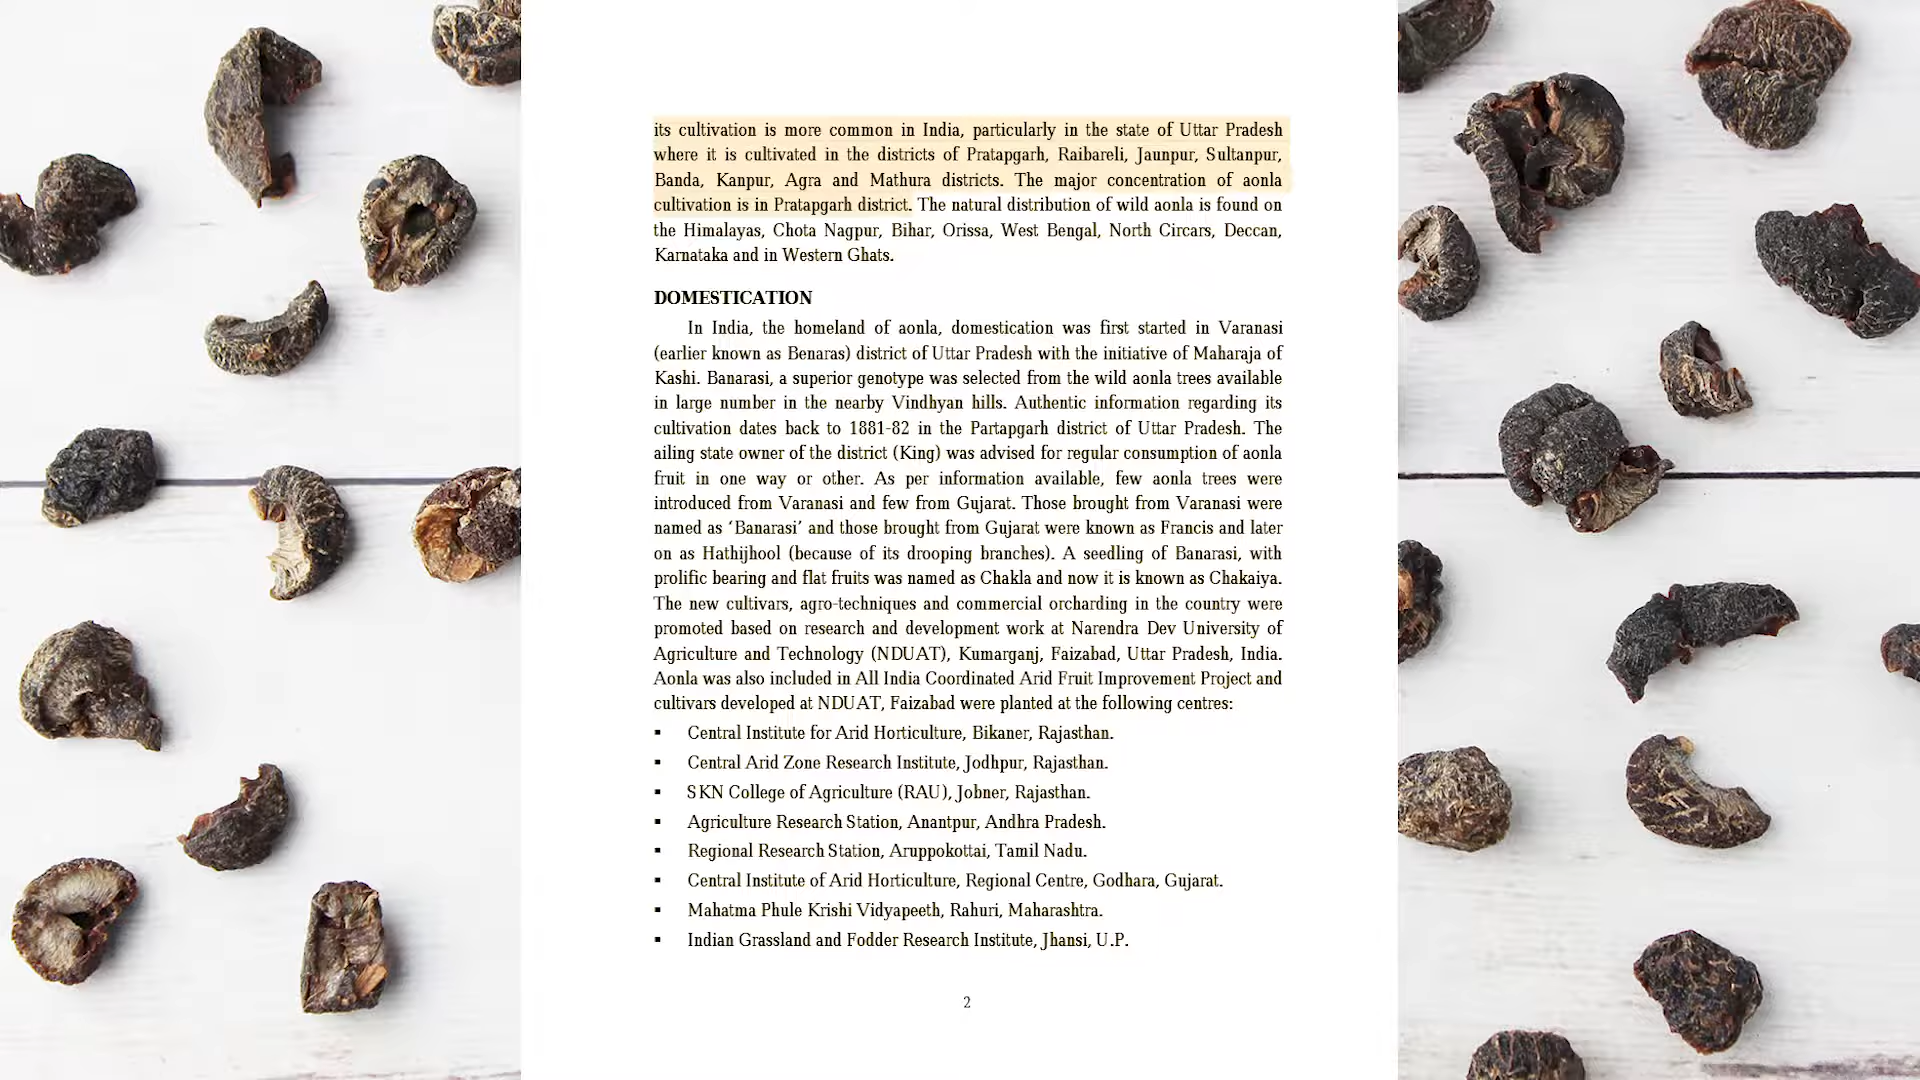 its cultivation is more common in India, particularly in the state of Uttar Pradesh
where it is cultivated in the districts of Pratapgarh, Raibareli, Jaunpur, Sultanpur,
Banda, Kanpur, Agra and Mathura districts. The major concentration of aonla
cultivation is in Pratapgarh district. The natural distribution of wild aonla is found on
the Himalayas, Chota Nagpur, Bihar, Orissa, West Bengal, North Circars, Deccan,
Karnataka and in Western Ghats.
DOMESTICATION
In India, the homeland of aonla, domestication was first started in Varanasi
(earlier known as Benaras) district of Uttar Pradesh with the initiative of Maharaja of
Kashi. Banarasi, a superior genotype was selected from the wild aonla trees available
in large number in the nearby Vindhyan hills. Authentic information regarding its
cultivation dates back to 1881-82 in the Partapgarh district of Uttar Pradesh. The
ailing state owner of the district (King) was advised for regular consumption of aonla
fruit in one way or other. As per information available, few aonla trees were
introduced from Varanasi and few from Gujarat. Those brought from Varanasi were
named as ‘Banarasi’ and those brought from Gujarat were known as Francis and later
on as Hathijhool (because of its drooping branches). A seedling of Banarasi, with
prolific bearing and flat fruits was named as Chakla and now it is known as Chakaiya.
The new cultivars, agro-techniques and commercial orcharding in the country were
promoted based on research and development work at Narendra Dev University of
Agriculture and Technology (NDUAT), Kumarganj, Faizabad, Uttar Pradesh, India.
Aonla was also included in All India Coordinated Arid Fruit Improvement Project and
cultivars developed at NDUAT, Faizabad were planted at the following centres:
▪ Central Institute for Arid Horticulture, Bikaner, Rajasthan.
▪ Central Arid Zone Research Institute, Jodhpur, Rajasthan.
▪ SKN College of Agriculture (RAU), Jobner, Rajasthan.
▪ Agriculture Research Station, Anantpur, Andhra Pradesh.
▪ Regional Research Station, Aruppokottai, Tamil Nadu.
▪ Central Institute of Arid Horticulture, Regional Centre, Godhara, Gujarat.
▪ Mahatma Phule Krishi Vidyapeeth, Rahuri, Maharashtra.
▪ Indian Grassland and Fodder Research Institute, Jhansi, U.P.
2